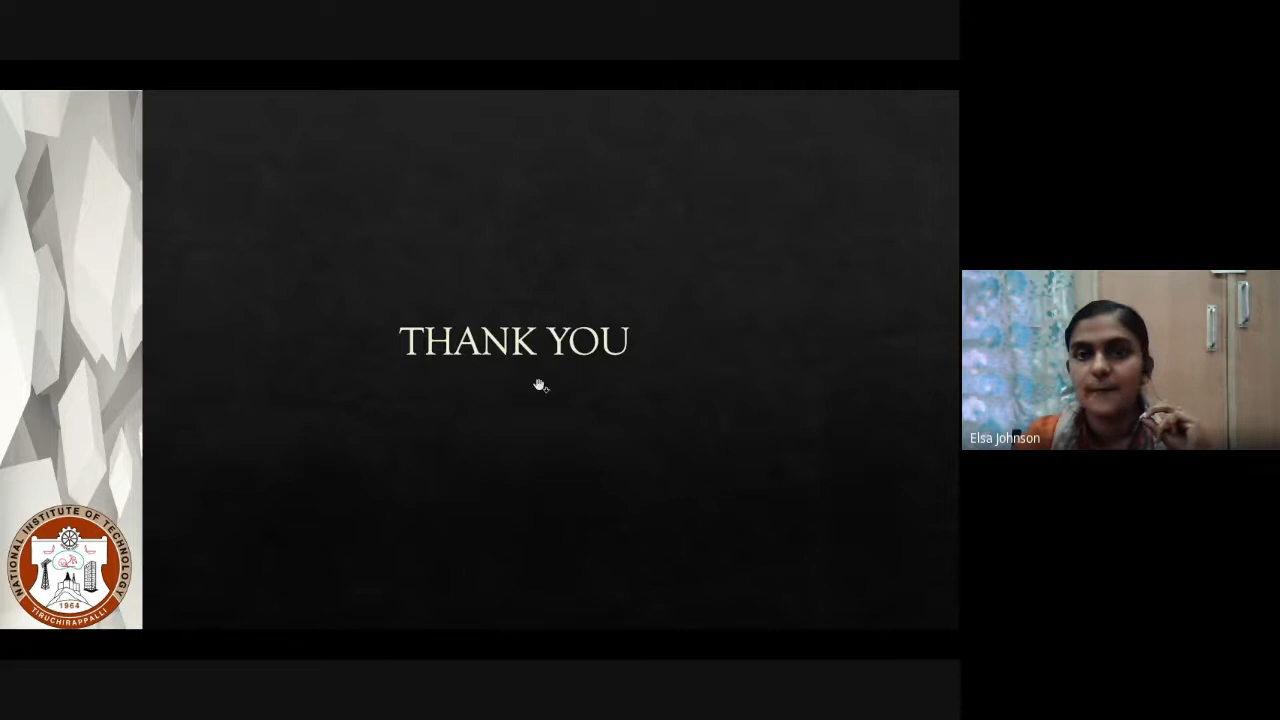 THANK YOU
Elsa Johnson
NATIONAL INSTITUTE OF TECHNOLOGY
1964
TIRUCHIRAPPALLI